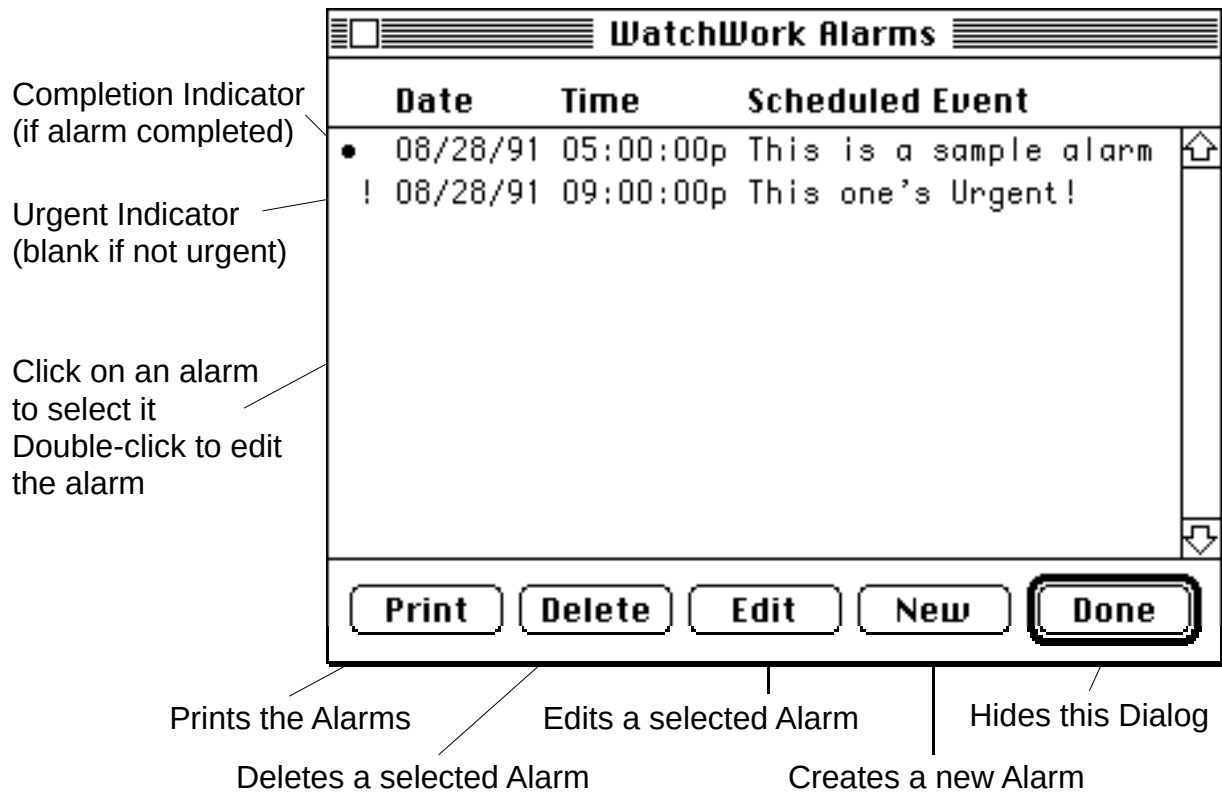 WatchWork Alarms
Completion Indicator
(if alarm completed)
Date Time Scheduled Event
• 08/28/91 05:00:00p This is a sample alarm
! 08/28/91 09:00:00p This one's Urgent!
Urgent Indicator
(blank if not urgent)
Click on an alarm
to select it
Double-click to edit
the alarm
Print Delete Edit New Done
Prints the Alarms
Edits a selected Alarm
Hides this Dialog
Deletes a selected Alarm
Creates a new Alarm